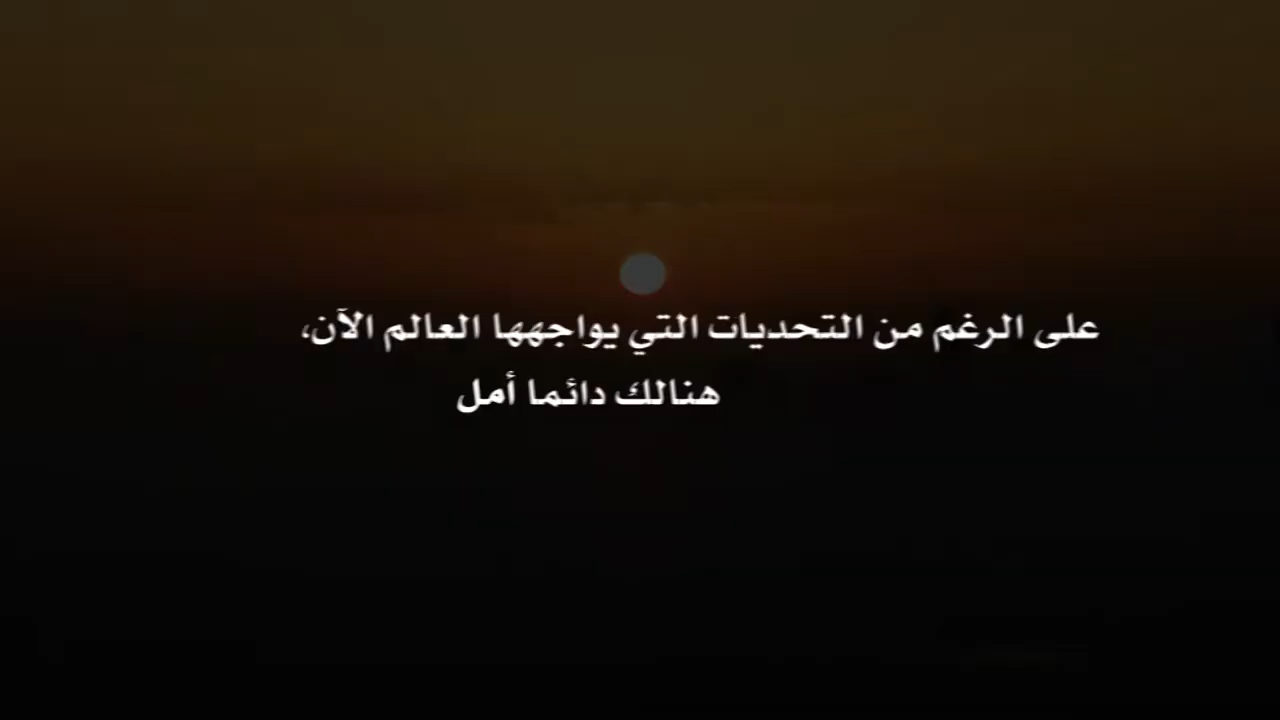 على الرغم من التحديات التي يواجهها العالم الآن،
هنالك دائما أمل